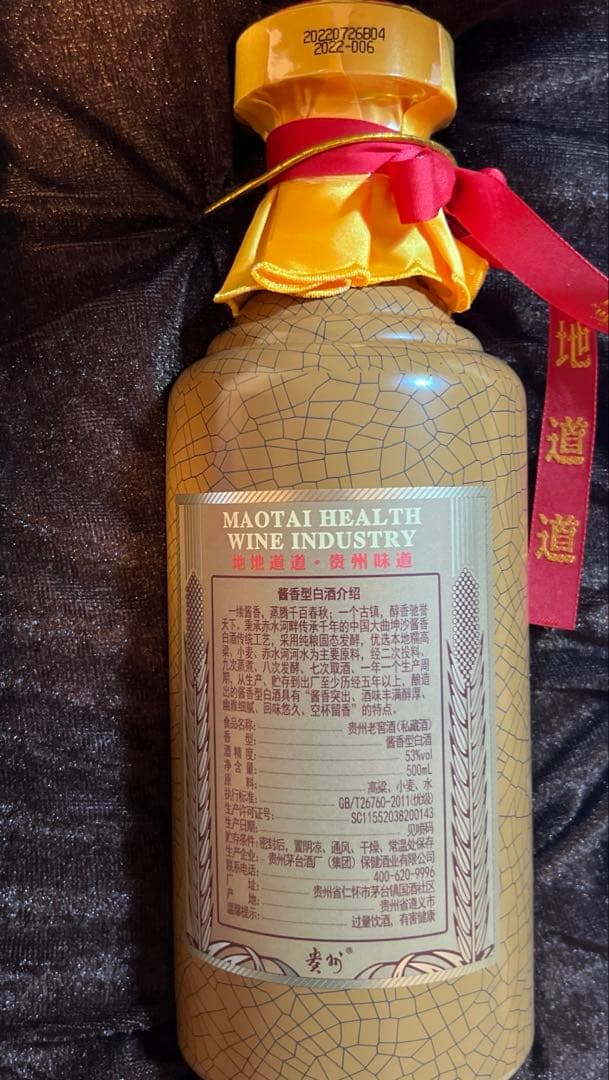 20220726B04
2022-006
地
道
道
MAOTAI HEALTH
WINE INDUSTRY
地地道道·贵州味道
酱香型白酒介绍
一缕酱香，蒸腾千百春秋；一个古镇，醇香驰誉
天下。秉承赤水河畔传承千年的中国大曲坤沙酱香
白酒传统工艺，采用纯粮固态发酵，优选本地糯高
粱、小麦、赤水河河水为主要原料，经二次投料、
九次蒸煮、八次发酵、七次取酒，一年一个生产周
期，从生产、贮存到出厂至少历经五年以上，酿造
出的酱香型白酒具有“酱香突出、酒味丰满醇厚、
幽雅细腻、回味悠久、空杯留香”的特点。
食品名称： 贵州老窖酒（私藏酒）
香型： 酱香型白酒
酒精度： 53%vol
净含量： 500mL
原料： 高粱、小麦、水
执行标准： GB/T26760-2011(优级)
生产许可证号： SC11552038200143
生产日期： 见喷码
贮存条件：密封后，置阴凉、通风、干燥、常温处保存
生产企业：贵州茅台酒厂（集团）保健酒业有限公司
联系电话： 400-620-9996
厂址： 贵州省仁怀市茅台镇国酒社区
产地： 贵州省遵义市
温馨提示： 过量饮酒，有害健康
贵州®